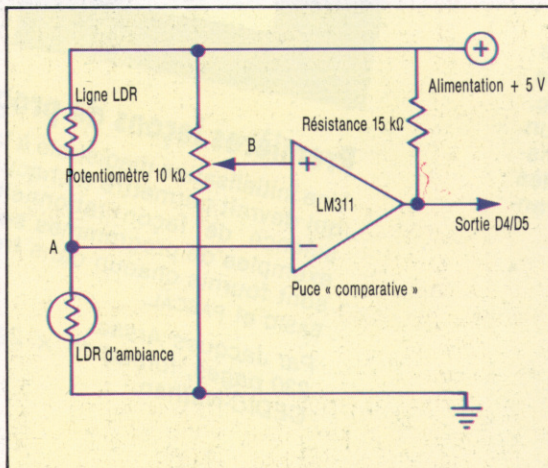 Ligne LDR
Alimentation + 5 V
Résistance 15 kΩ
B
Potentiomètre 10 kΩ
+
LM311
–
A
Sortie D4/D5
Puce « comparative »
LDR d'ambiance